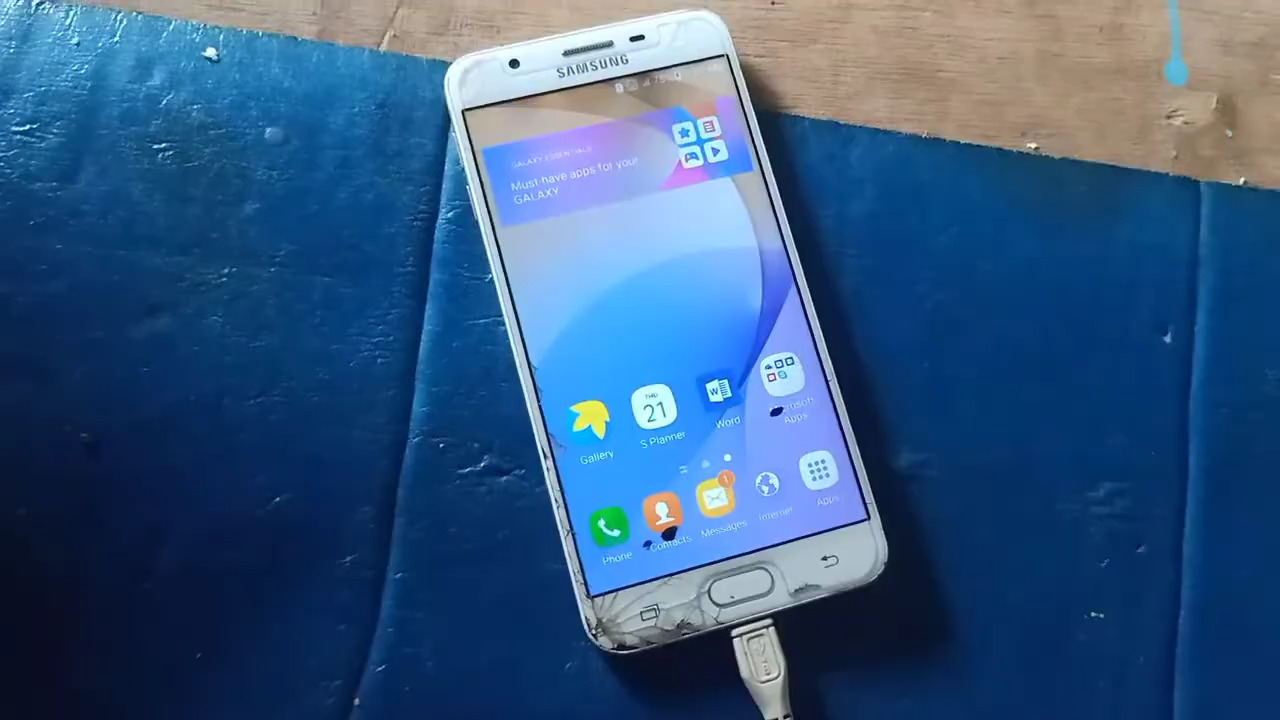 SAMSUNG
GALAXY ESSENTIALS
Must-have apps for your
GALAXY
THU
21
W
Gallery
S Planner
Word
Apps
1
Phone
Contacts
Messages
Internet
Apps